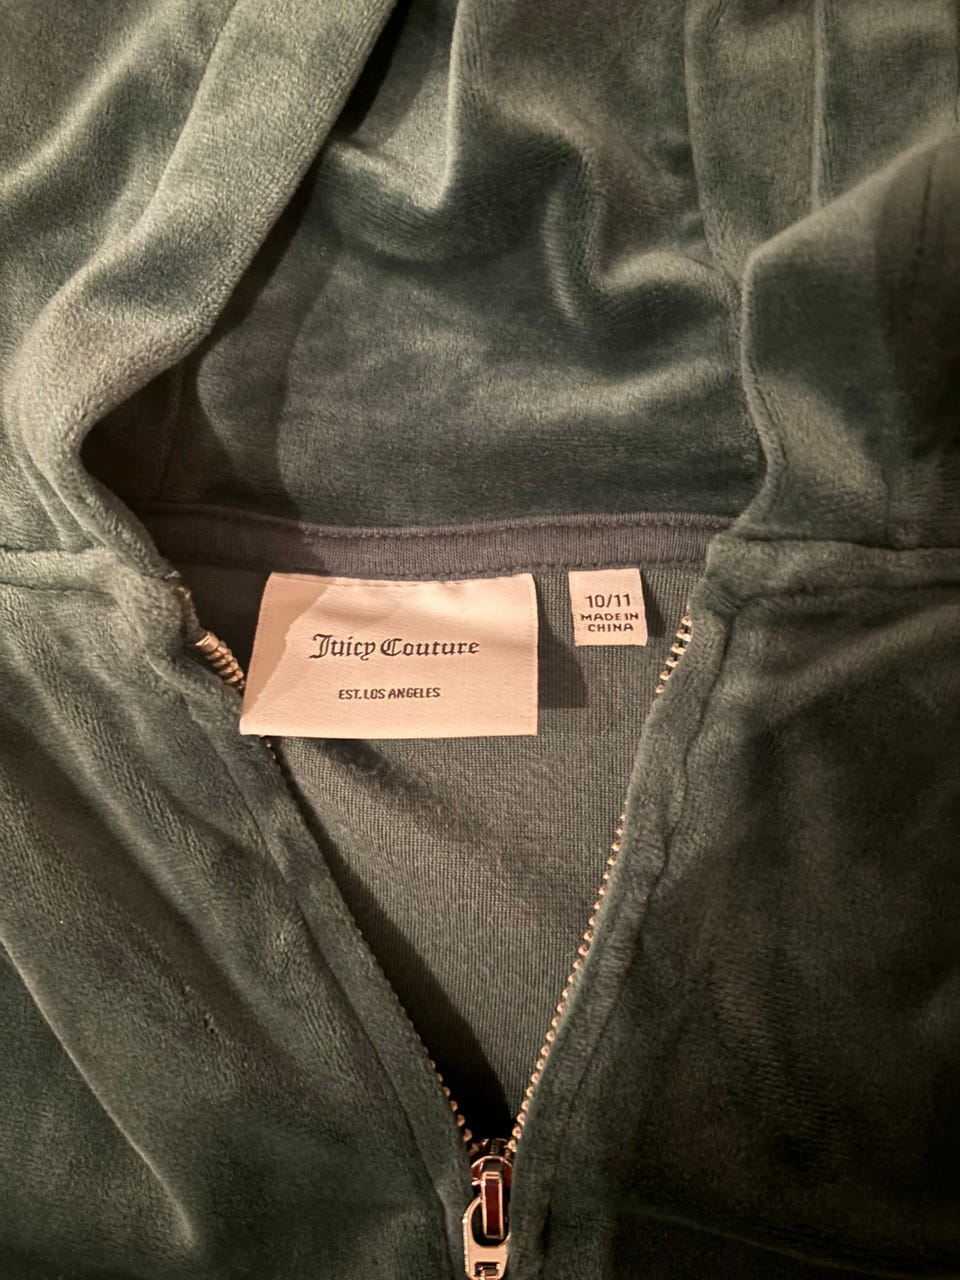 Juicy Couture
EST. LOS ANGELES
10/11
MADE IN
CHINA